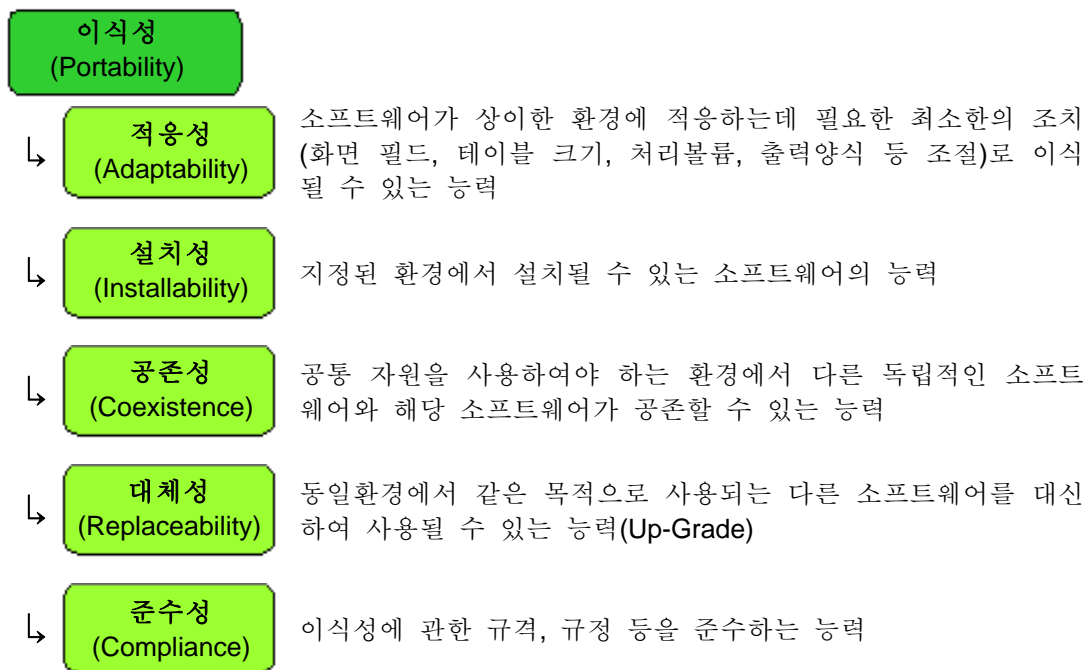 이식성
(Portability)
적응성
(Adaptability)
소프트웨어가 상이한 환경에 적응하는데 필요한 최소한의 조치
(화면 필드, 테이블 크기, 처리볼륨, 출력양식 등 조절)로 이식
될 수 있는 능력
설치성
(Installability)
지정된 환경에서 설치될 수 있는 소프트웨어의 능력
공존성
(Coexistence)
공통 자원을 사용하여야 하는 환경에서 다른 독립적인 소프트
웨어와 해당 소프트웨어가 공존할 수 있는 능력
대체성
(Replaceability)
동일환경에서 같은 목적으로 사용되는 다른 소프트웨어를 대신
하여 사용될 수 있는 능력(Up-Grade)
준수성
(Compliance)
이식성에 관한 규격, 규정 등을 준수하는 능력